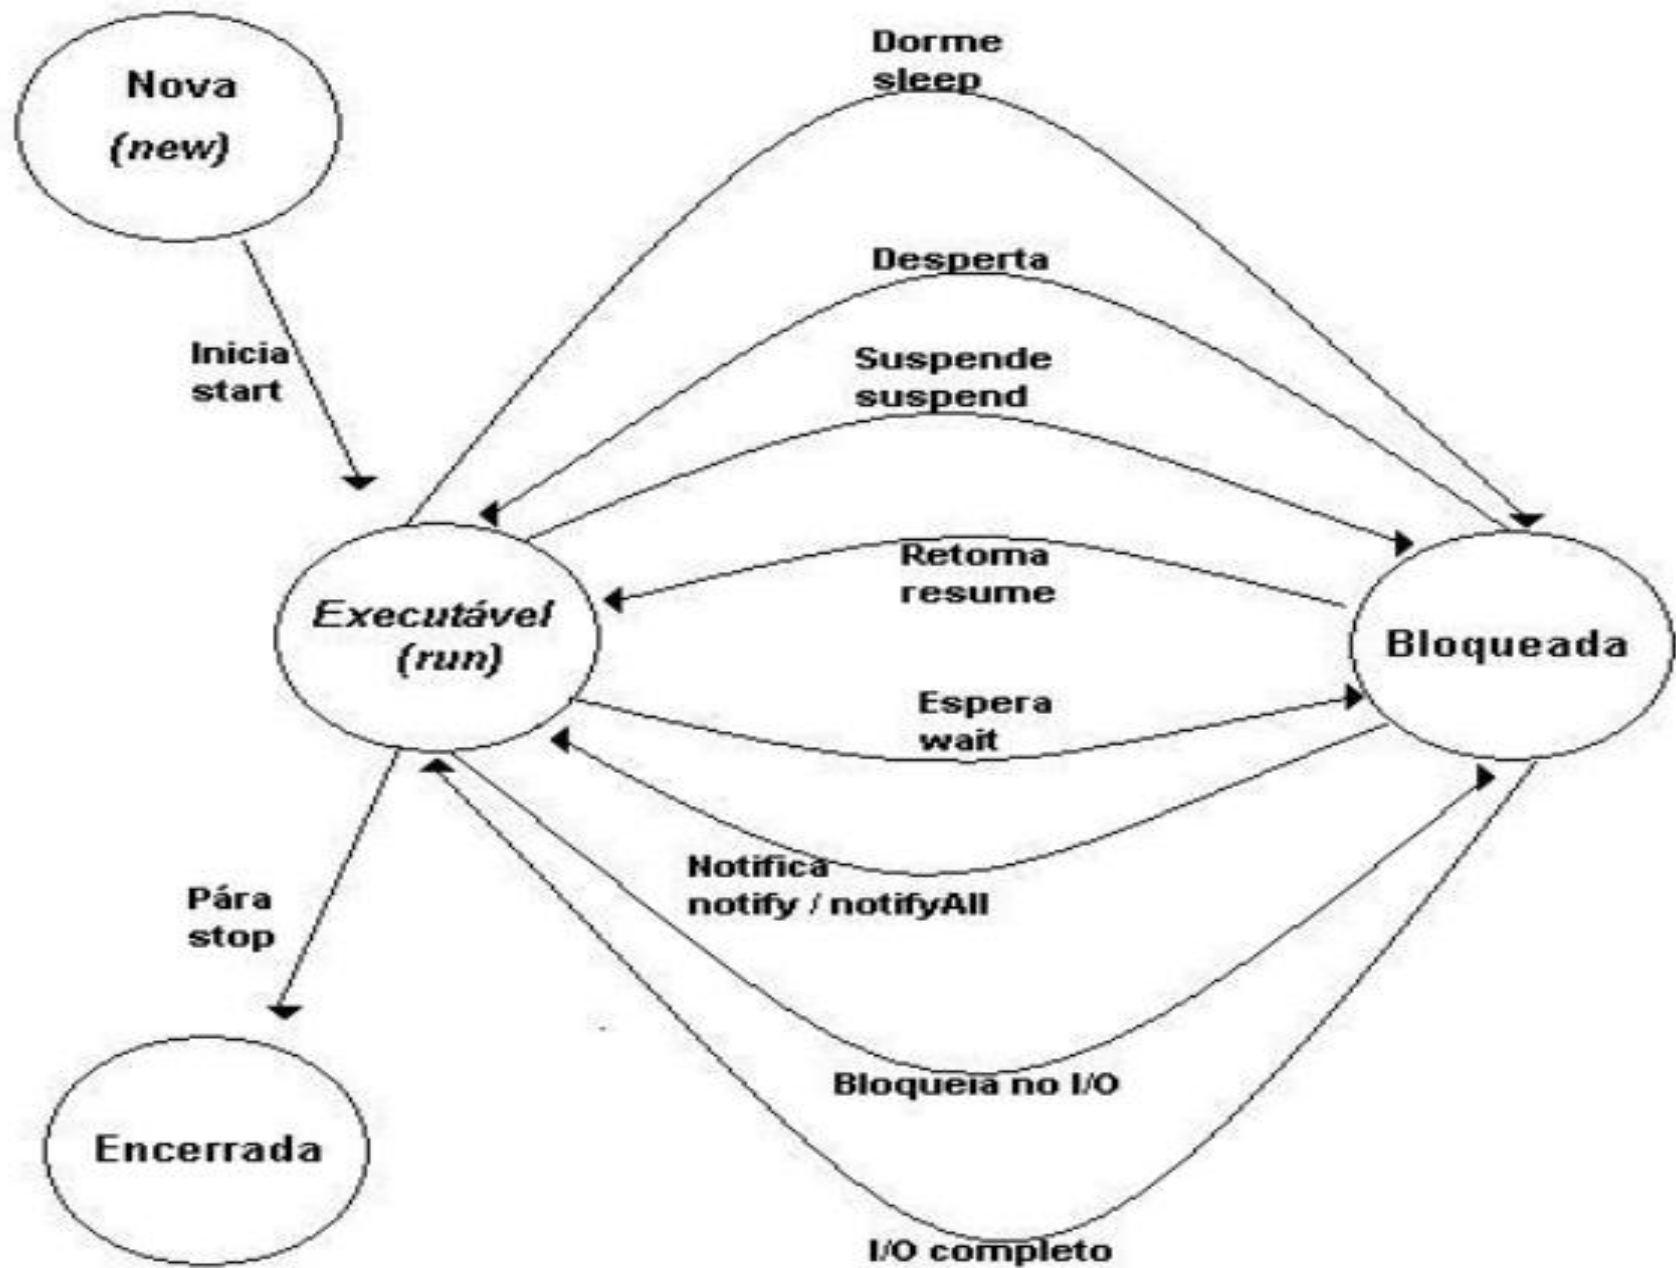 Nova
(new)
Dorme
sleep
Desperta
Inicia
start
Suspende
suspend
Retorna
resume
Executável
(run)
Bloqueada
Espera
wait
Notifica
notify / notifyAll
Pára
stop
Bloqueia no I/O
Encerrada
I/O completo